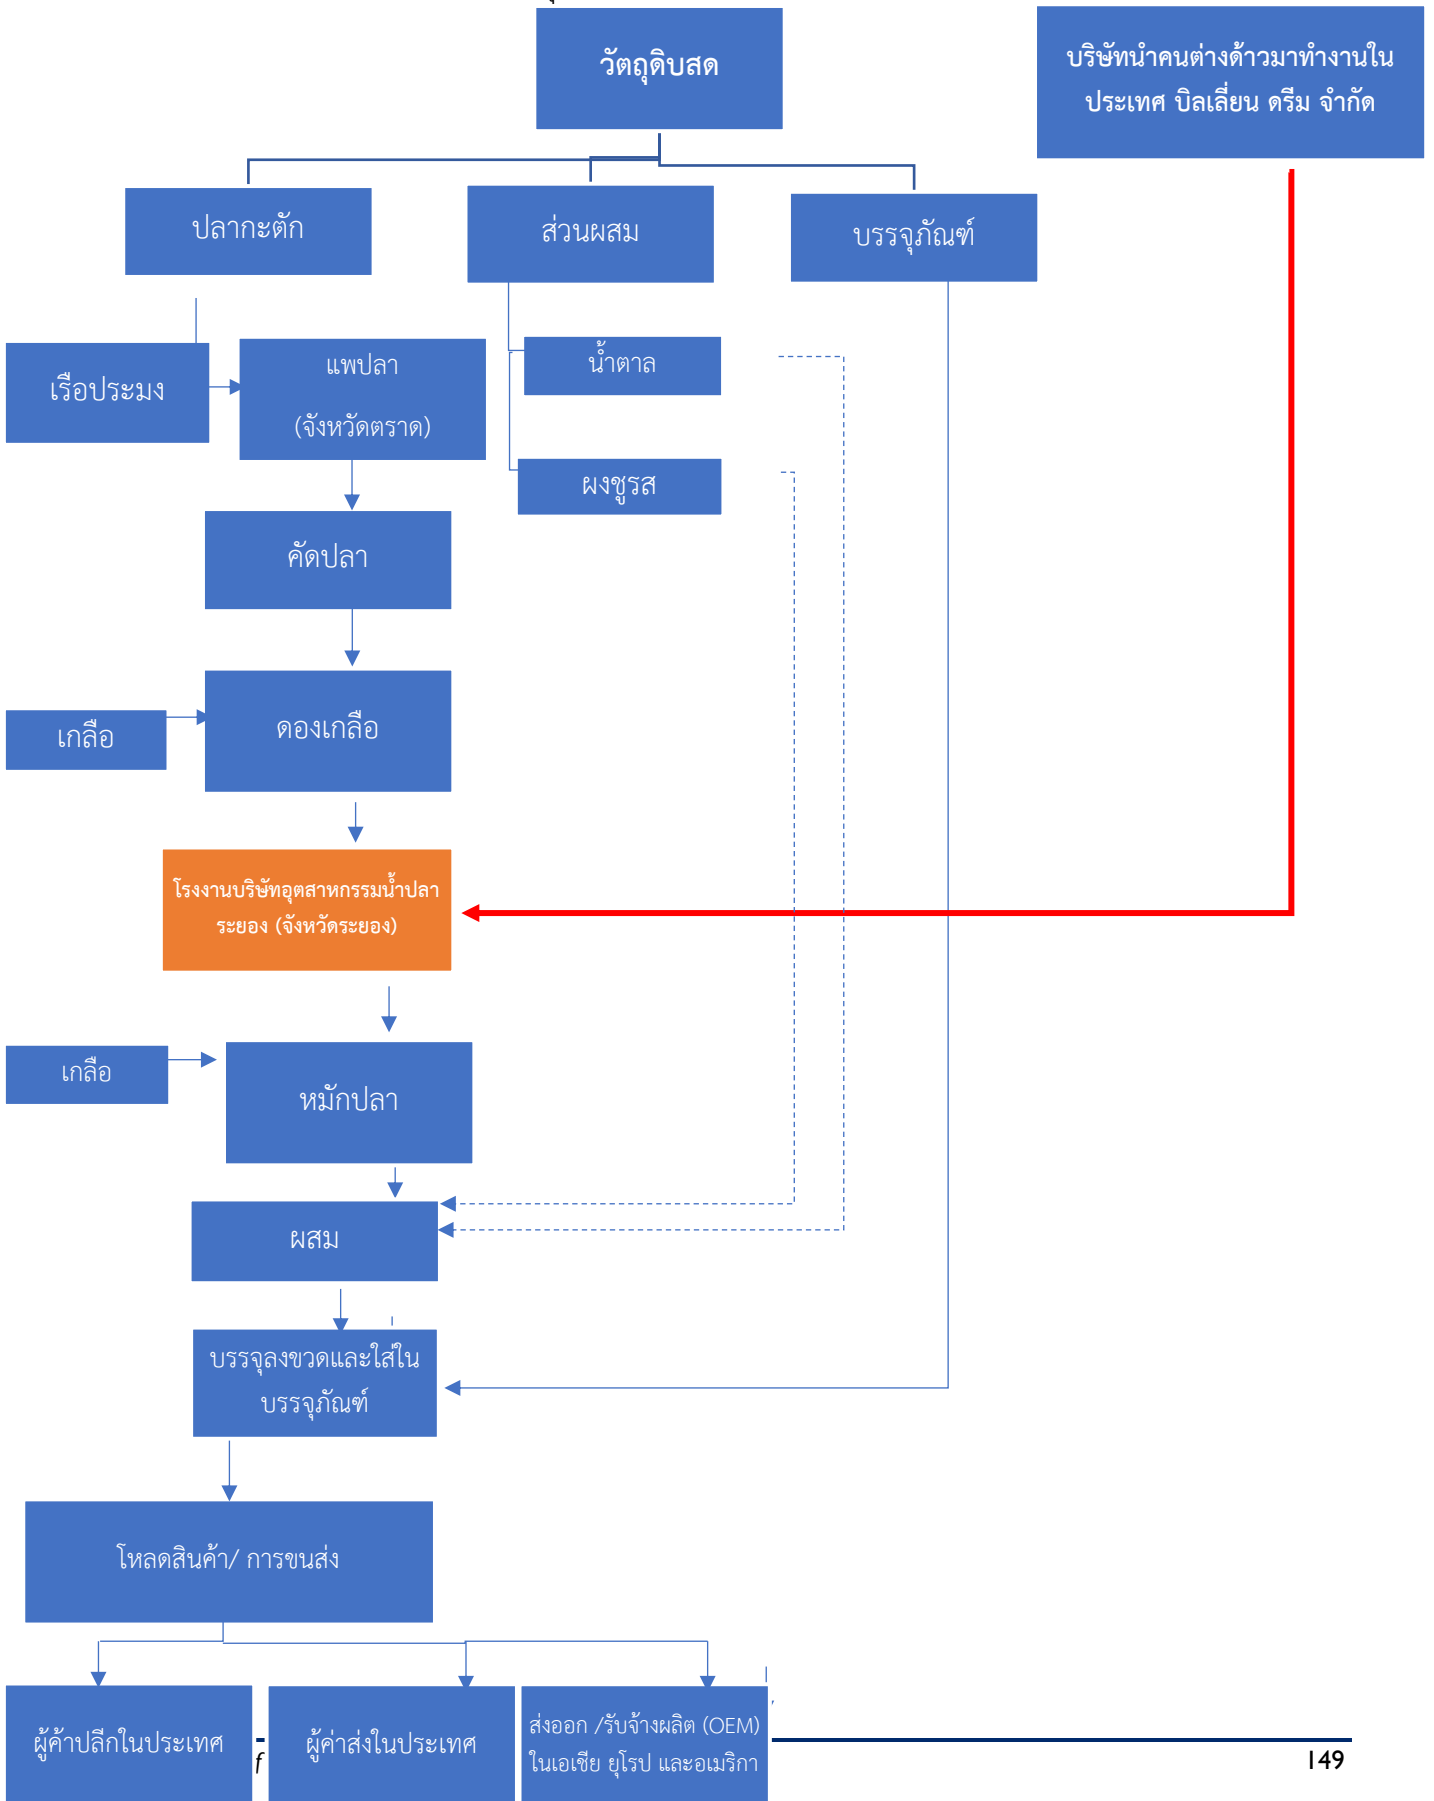 วัตถุดิบสด
บริษัทนำคนต่างด้าวมาทำงานใน
ประเทศ บิลเลี่ยน ดรีม จำกัด
ปลากะตัก
ส่วนผสม
บรรจุภัณฑ์
เรือประมง
แพปลา
(จังหวัดตราด)
น้ำตาล
ผงชูรส
คัดปลา
เกลือ
ดองเกลือ
โรงงานบริษัทอุตสาหกรรมน้ำปลา
ระยอง (จังหวัดระยอง)
เกลือ
หมักปลา
ผสม
บรรจุลงขวดและใส่ใน
บรรจุภัณฑ์
โหลดสินค้า/ การขนส่ง
ผู้ค้าปลีกในประเทศ
ผู้ค่าส่งในประเทศ
ส่งออก /รับจ้างผลิต (OEM)
ในเอเชีย ยุโรป และอเมริกา
f
149